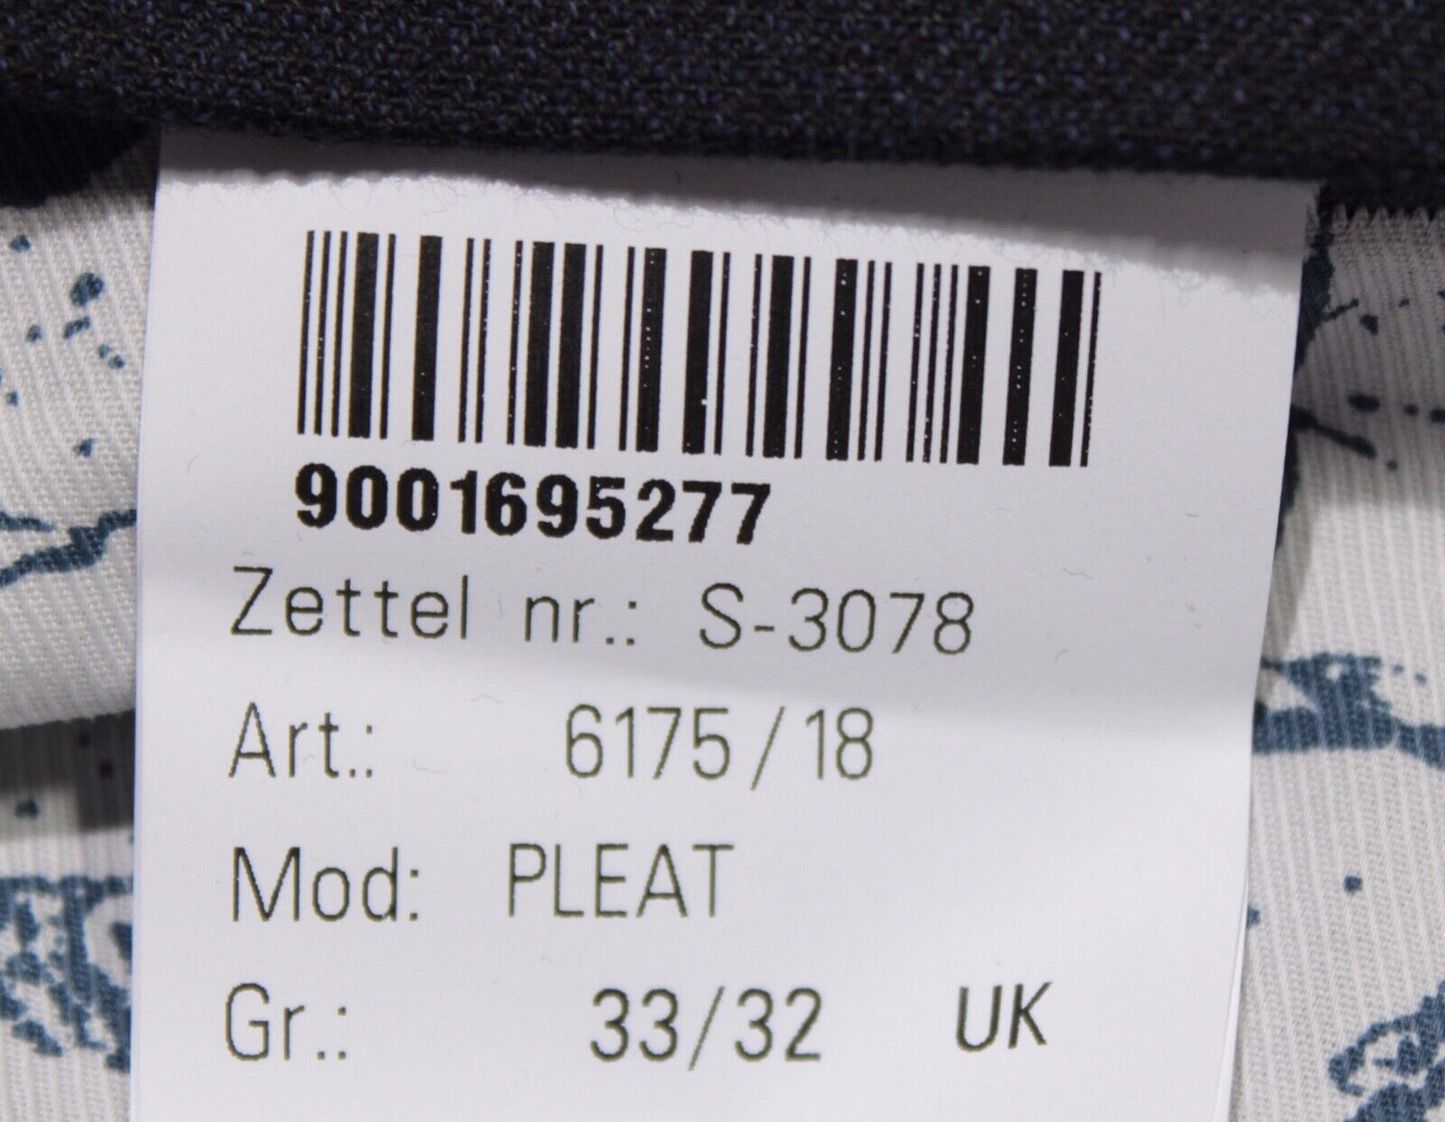 9001695277
Zettel nr.: S-3078
Art.: 6175/18
Mod: PLEAT
Gr.: 33/32 UK